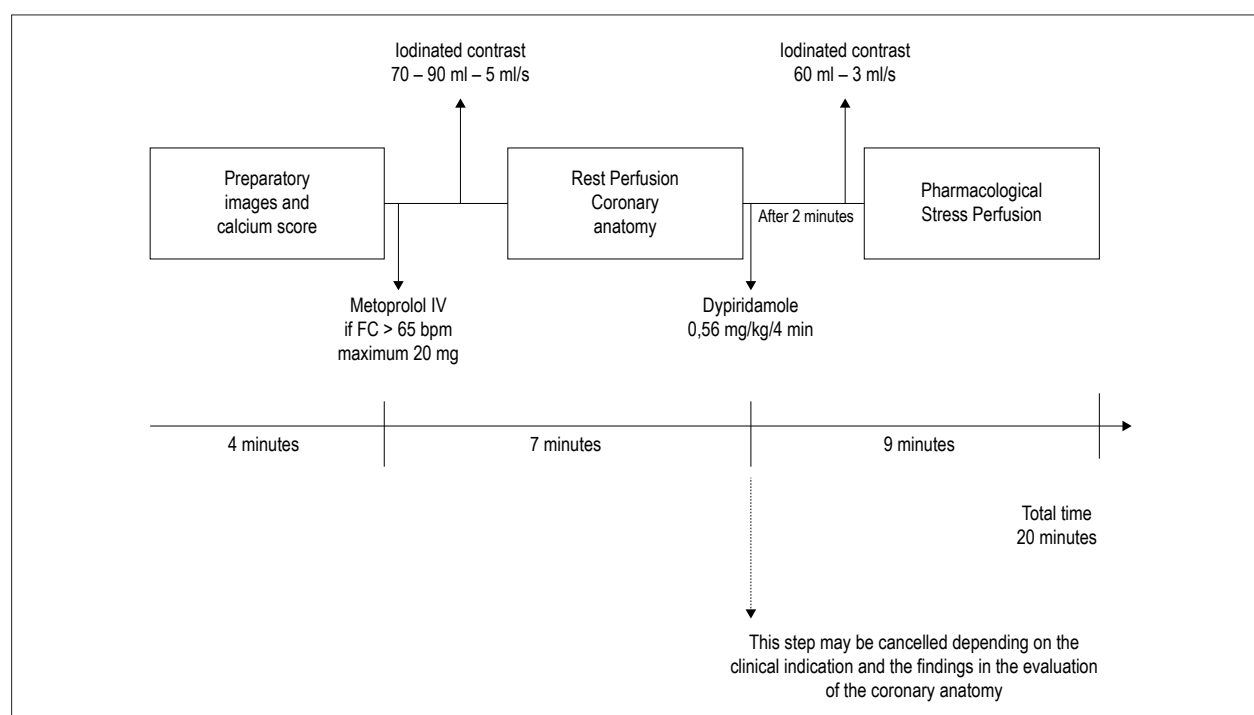 Iodinated contrast
70 – 90 ml – 5 ml/s
Iodinated contrast
60 ml – 3 ml/s
Preparatory
images and
calcium score
Rest Perfusion
Coronary
anatomy
After 2 minutes
Pharmacological
Stress Perfusion
Metoprolol IV
if FC > 65 bpm
maximum 20 mg
Dypiridamole
0,56 mg/kg/4 min
4 minutes
7 minutes
9 minutes
Total time
20 minutes
This step may be cancelled depending on the
clinical indication and the findings in the evaluation
of the coronary anatomy